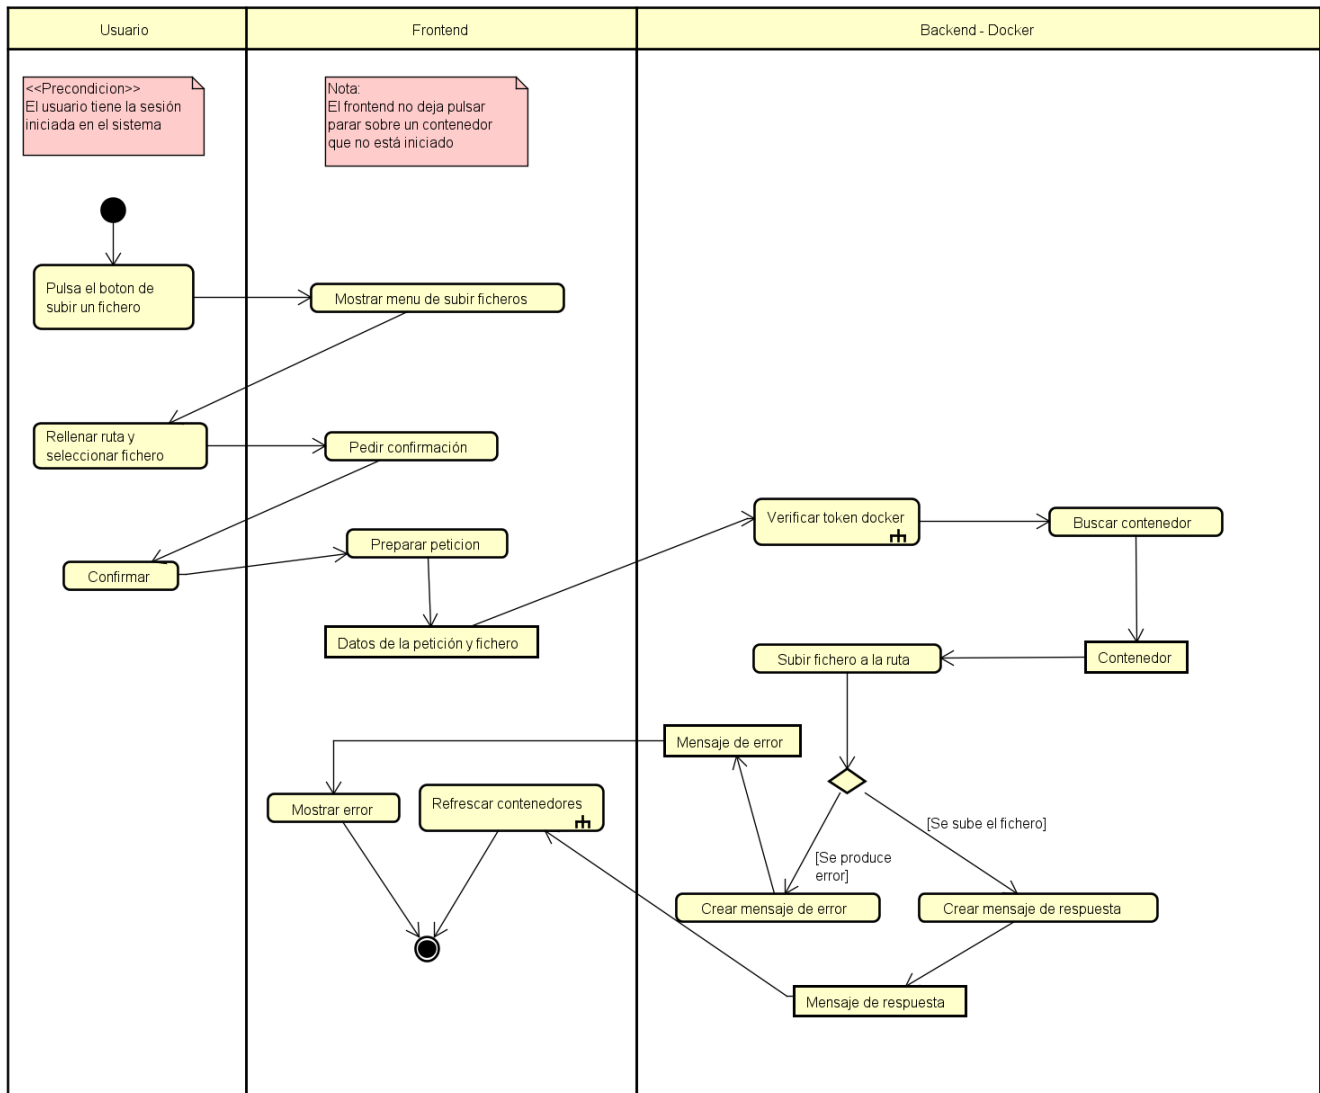 Usuario
Frontend
Backend - Docker
<<Precondicion>>
El usuario tiene la sesión
iniciada en el sistema
Nota:
El frontend no deja pulsar
parar sobre un contenedor
que no está iniciado
Pulsa el boton de
subir un fichero
Mostrar menu de subir ficheros
Rellenar ruta y
seleccionar fichero
Pedir confirmación
Verificar token docker
Buscar contenedor
Preparar peticion
Confirmar
Datos de la petición y fichero
Subir fichero a la ruta
Contenedor
Mensaje de error
Mostrar error
Refrescar contenedores
[Se sube el fichero]
[Se produce
error]
Crear mensaje de error
Crear mensaje de respuesta
Mensaje de respuesta